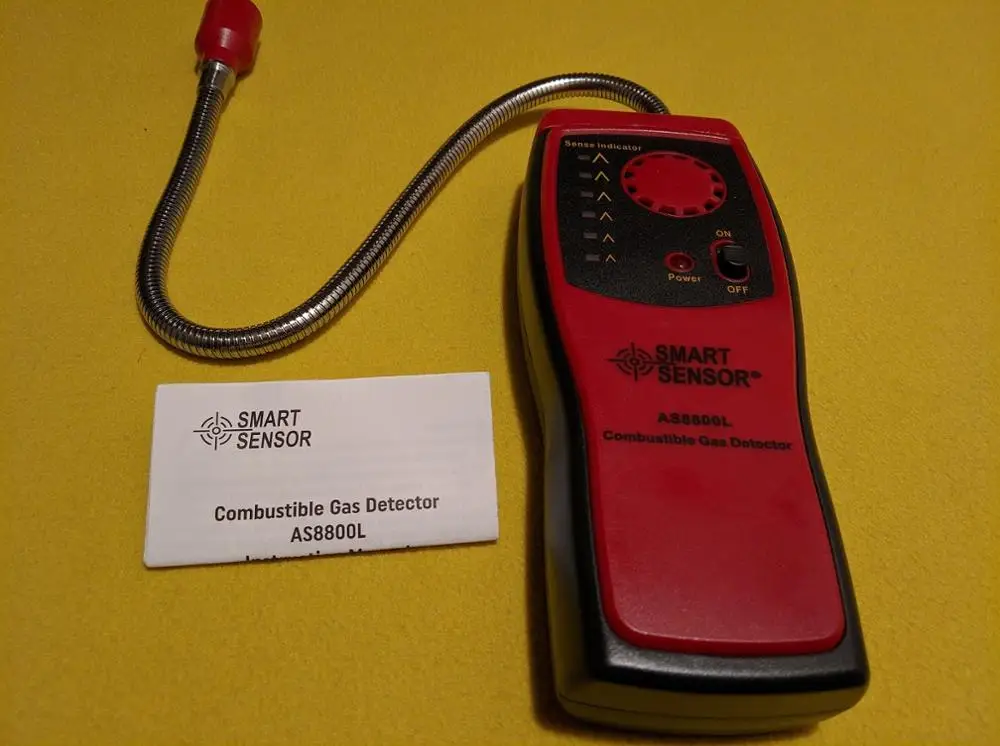 Sense Indicator
ON
Power
OFF
SMART
SENSOR®
AS8800L
Combustible Gas Detector
SMART
SENSOR
Combustible Gas Detector
AS8800L